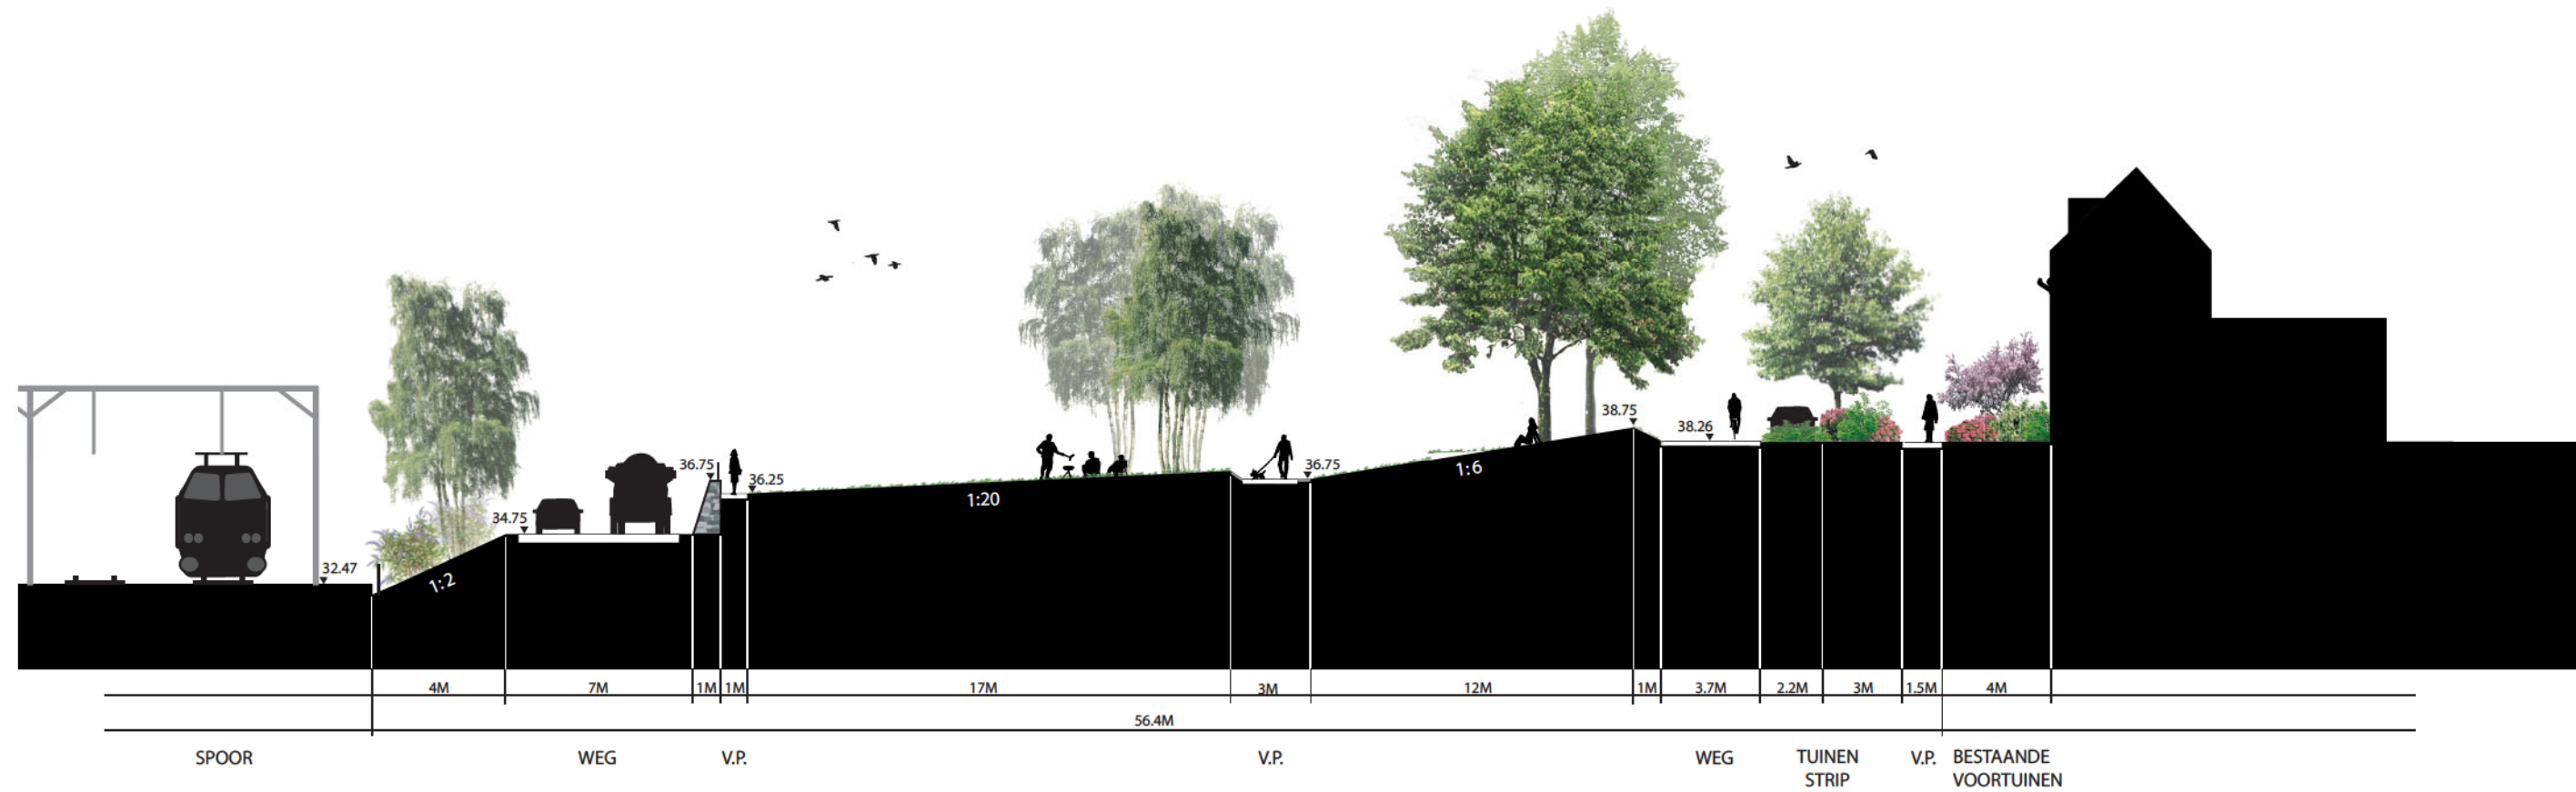 38.75
38.26
36.75
36.25
36.75
1:6
1:20
34.75
32.47
1:2
4M 7M 1M 1M 17M 3M 12M 1M 3.7M 2.2M 3M 1.5M 4M
56.4M
SPOOR WEG V.P. V.P. WEG TUINEN V.P. BESTAANDE
STRIP VOORTUINEN